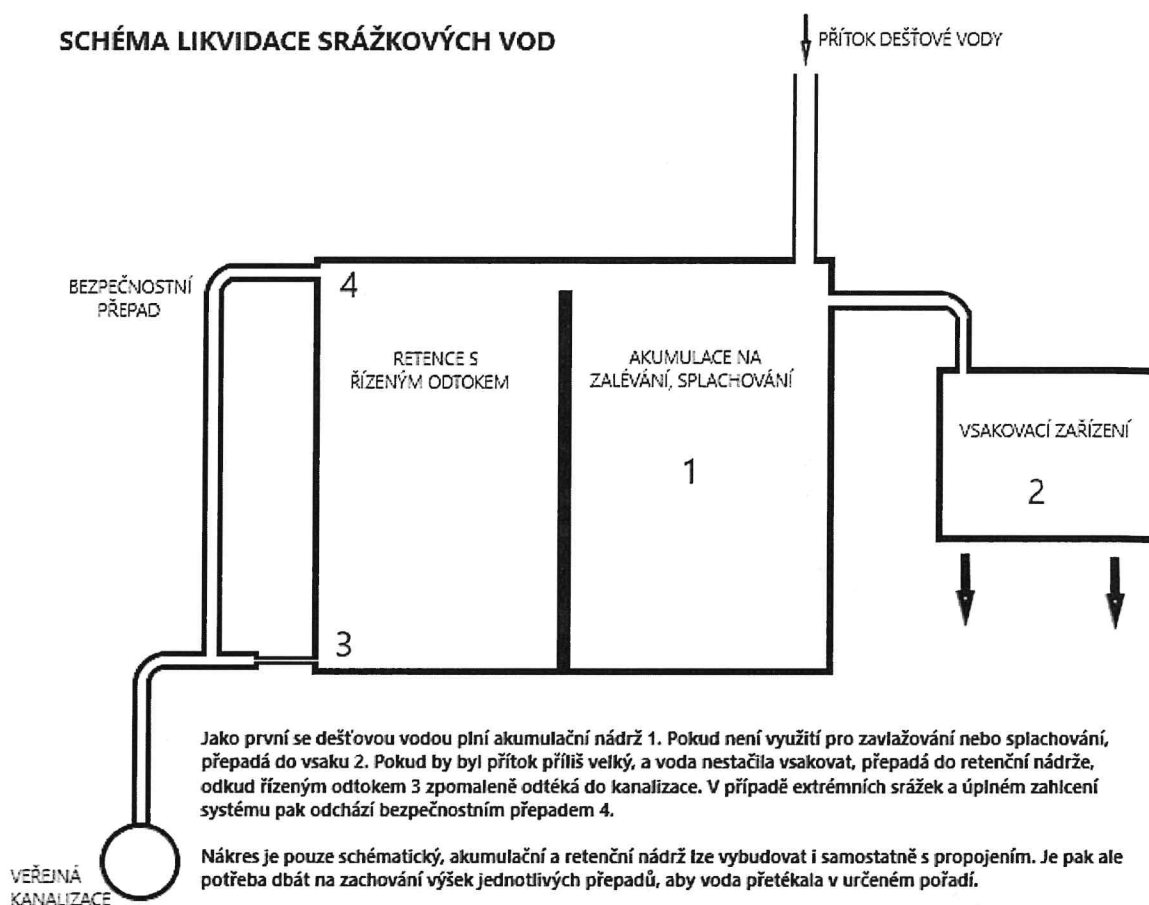 SCHÉMA LIKVIDACE SRÁŽKOVÝCH VOD
PŘÍTOK DEŠŤOVÉ VODY
BEZPEČNOSTNÍ
PŘEPAD
4
RETENCE S
ŘÍZENÝM ODTOKEM
AKUMULACE NA
ZALÉVÁNÍ, SPLACHOVÁNÍ
1
VSAKOVACÍ ZAŘÍZENÍ
2
3
Jako první se dešťovou vodou plní akumulační nádrž 1. Pokud není využití pro zavlažování nebo splachování,
přepadá do vsaku 2. Pokud by byl přítok příliš velký, a voda nestačila vsakovat, přepadá do retenční nádrže,
odkud řízeným odtokem 3 zpomaleně odtéká do kanalizace. V případě extrémních srážek a úplném zahlcení
systému pak odchází bezpečnostním přepadem 4.
Nákres je pouze schématický, akumulační a retenční nádrž lze vybudovat i samostatně s propojením. Je pak ale
potřeba dbát na zachování výšek jednotlivých přepadů, aby voda přetékala v určeném pořadí.
VEŘEJNÁ
KANALIZACE